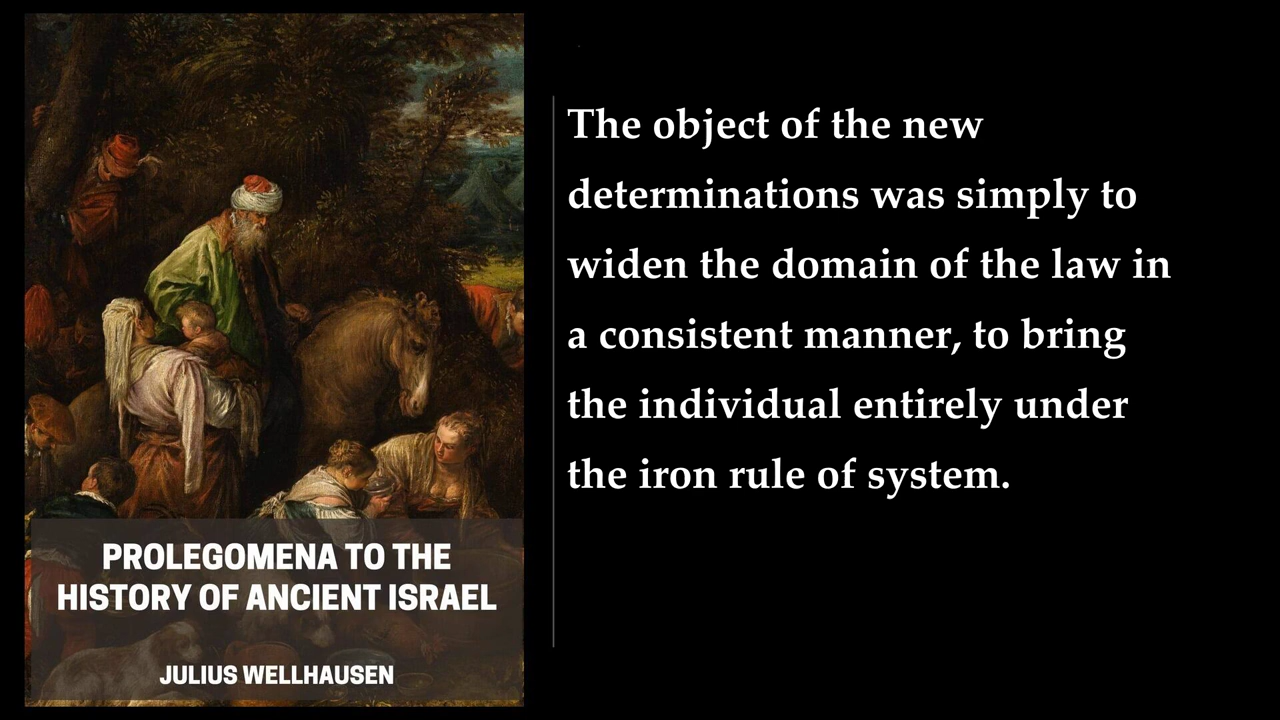 The object of the new
determinations was simply to
widen the domain of the law in
a consistent manner, to bring
the individual entirely under
the iron rule of system.
PROLEGOMENA TO THE
HISTORY OF ANCIENT ISRAEL
JULIUS WELLHAUSEN